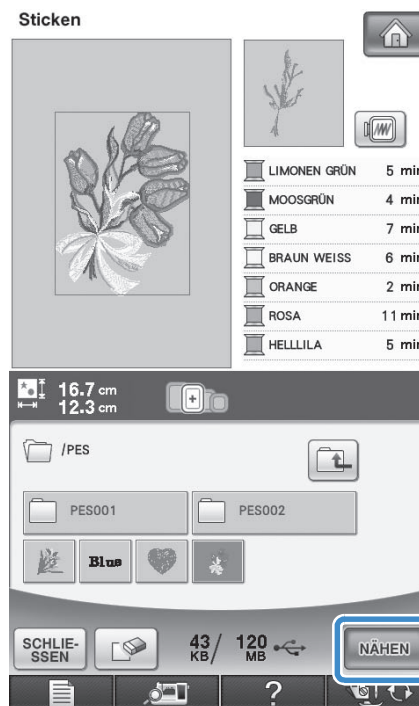 Sticken
LIMONEN GRÜN 5 min
MOOSGRÜN 4 min
GELB 7 min
BRAUN WEISS 6 min
ORANGE 2 min
ROSA 11 min
HELLLILA 5 min
16.7 cm
12.3 cm
/PES
PES001 PES002
Blue
SCHLIE-
SSEN 43 KB/ 120 MB NÄHEN
?